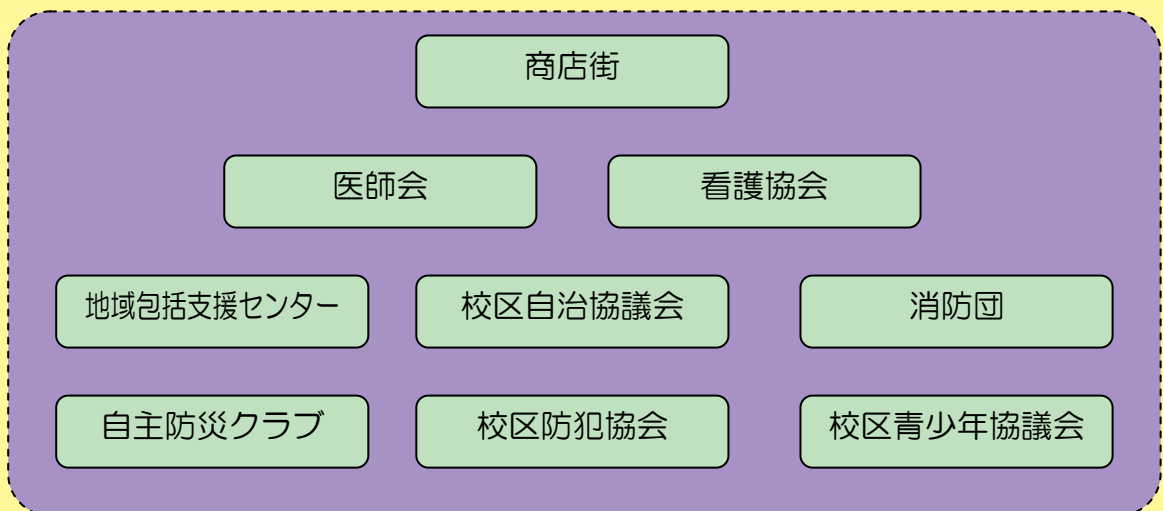 商店街
医師会
看護協会
地域包括支援センター
校区自治協議会
消防団
自主防災クラブ
校区防犯協会
校区青少年協議会